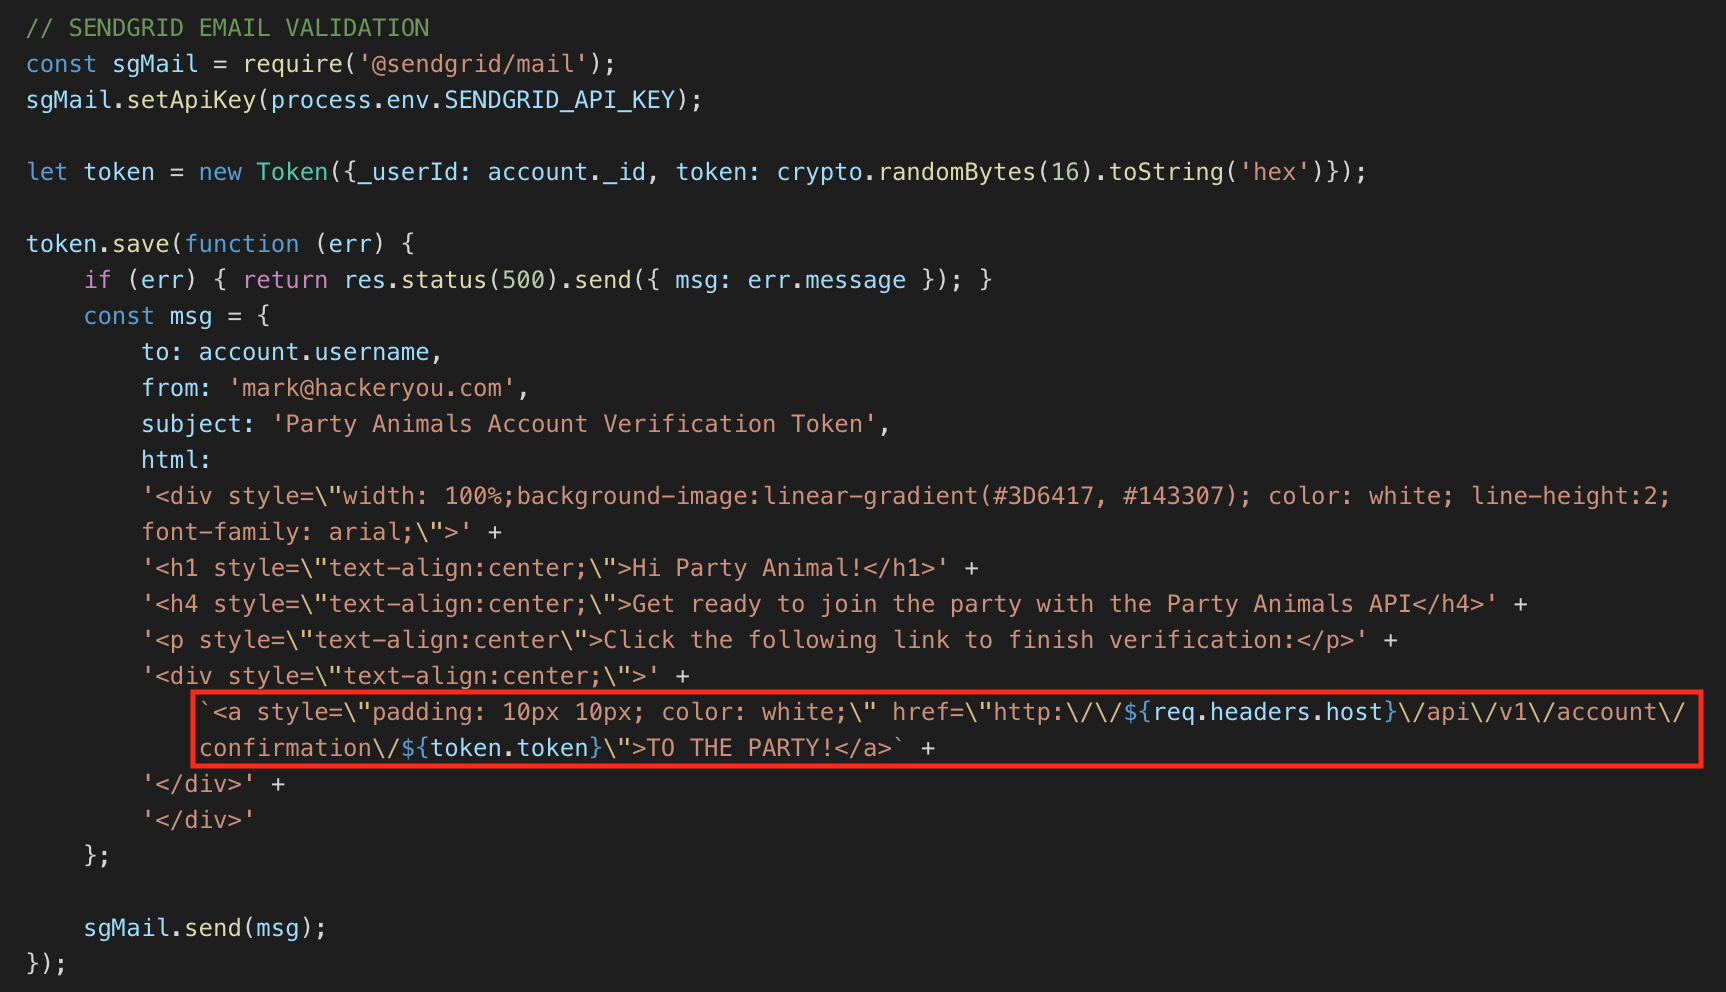 // SENDGRID EMAIL VALIDATION
const sgMail = require('@sendgrid/mail');
sgMail.setApiKey(process.env.SENDGRID_API_KEY);
let token = new Token({_userId: account._id, token: crypto.randomBytes(16).toString('hex')});
token.save(function (err) {
    if (err) { return res.status(500).send({ msg: err.message }); }
    const msg = {
        to: account.username,
        from: 'mark@hackeryou.com',
        subject: 'Party Animals Account Verification Token',
        html:
        '<div style=\"width: 100%;background-image:linear-gradient(#3D6417, #143307); color: white; line-height:2;
        font-family: arial;\">' +
        '<h1 style=\"text-align:center;\">Hi Party Animal!</h1>' +
        '<h4 style=\"text-align:center;\">Get ready to join the party with the Party Animals API</h4>' +
        '<p style=\"text-align:center\">Click the following link to finish verification:</p>' +
        '<div style=\"text-align:center;\">' +
            `<a style=\"padding: 10px 10px; color: white;\" href=\"http:\/\/${req.headers.host}\/api\/v1\/account\/
            confirmation\/${token.token}\">TO THE PARTY!</a>` +
        '</div>' +
        '</div>'
    };
    sgMail.send(msg);
});